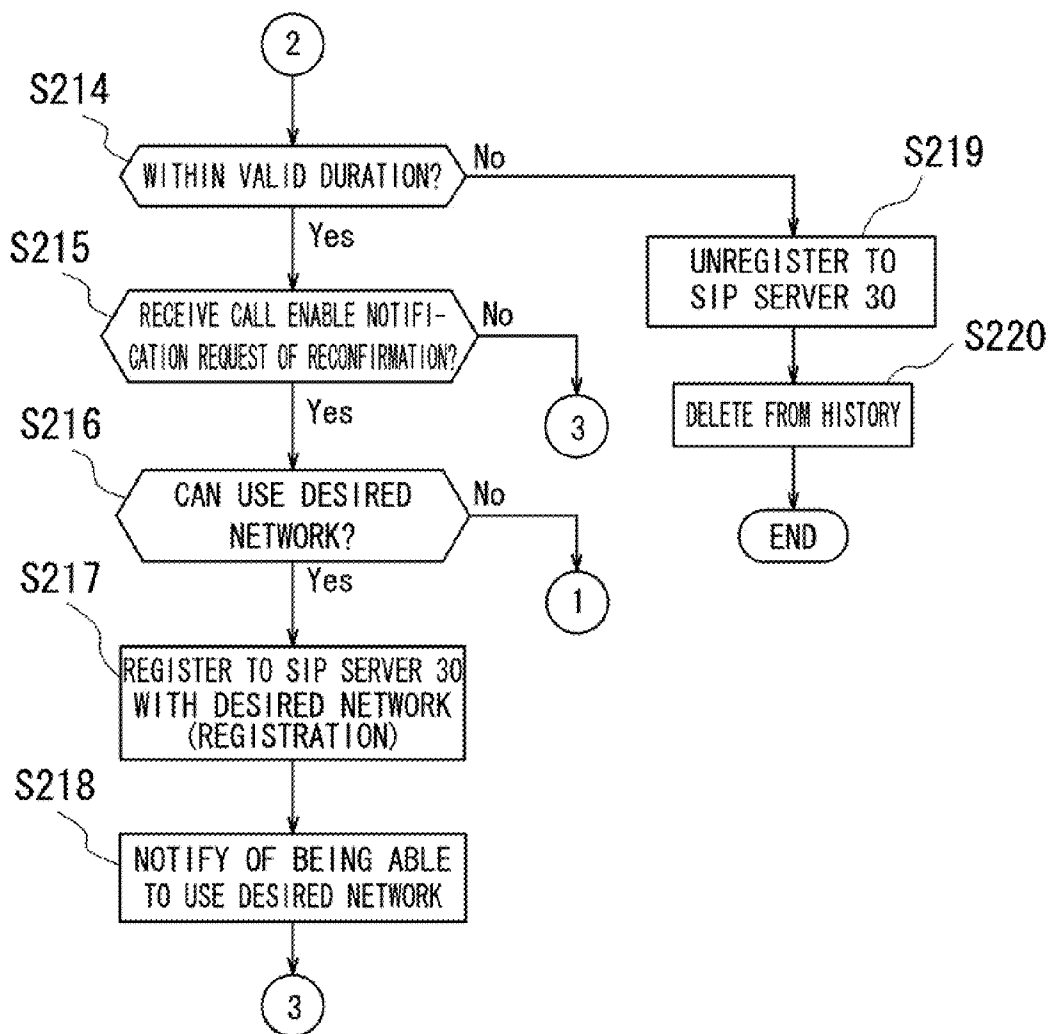 2
S214
WITHIN VALID DURATION?
No
Yes
S219
UNREGISTER TO
SIP SERVER 30
S215
RECEIVE CALL ENABLE NOTIFI-
CATION REQUEST OF RECONFIRMATION?
No
Yes
3
S220
DELETE FROM HISTORY
END
S216
CAN USE DESIRED
NETWORK?
No
Yes
1
S217
REGISTER TO SIP SERVER 30
WITH DESIRED NETWORK
(REGISTRATION)
S218
NOTIFY OF BEING ABLE
TO USE DESIRED NETWORK
3